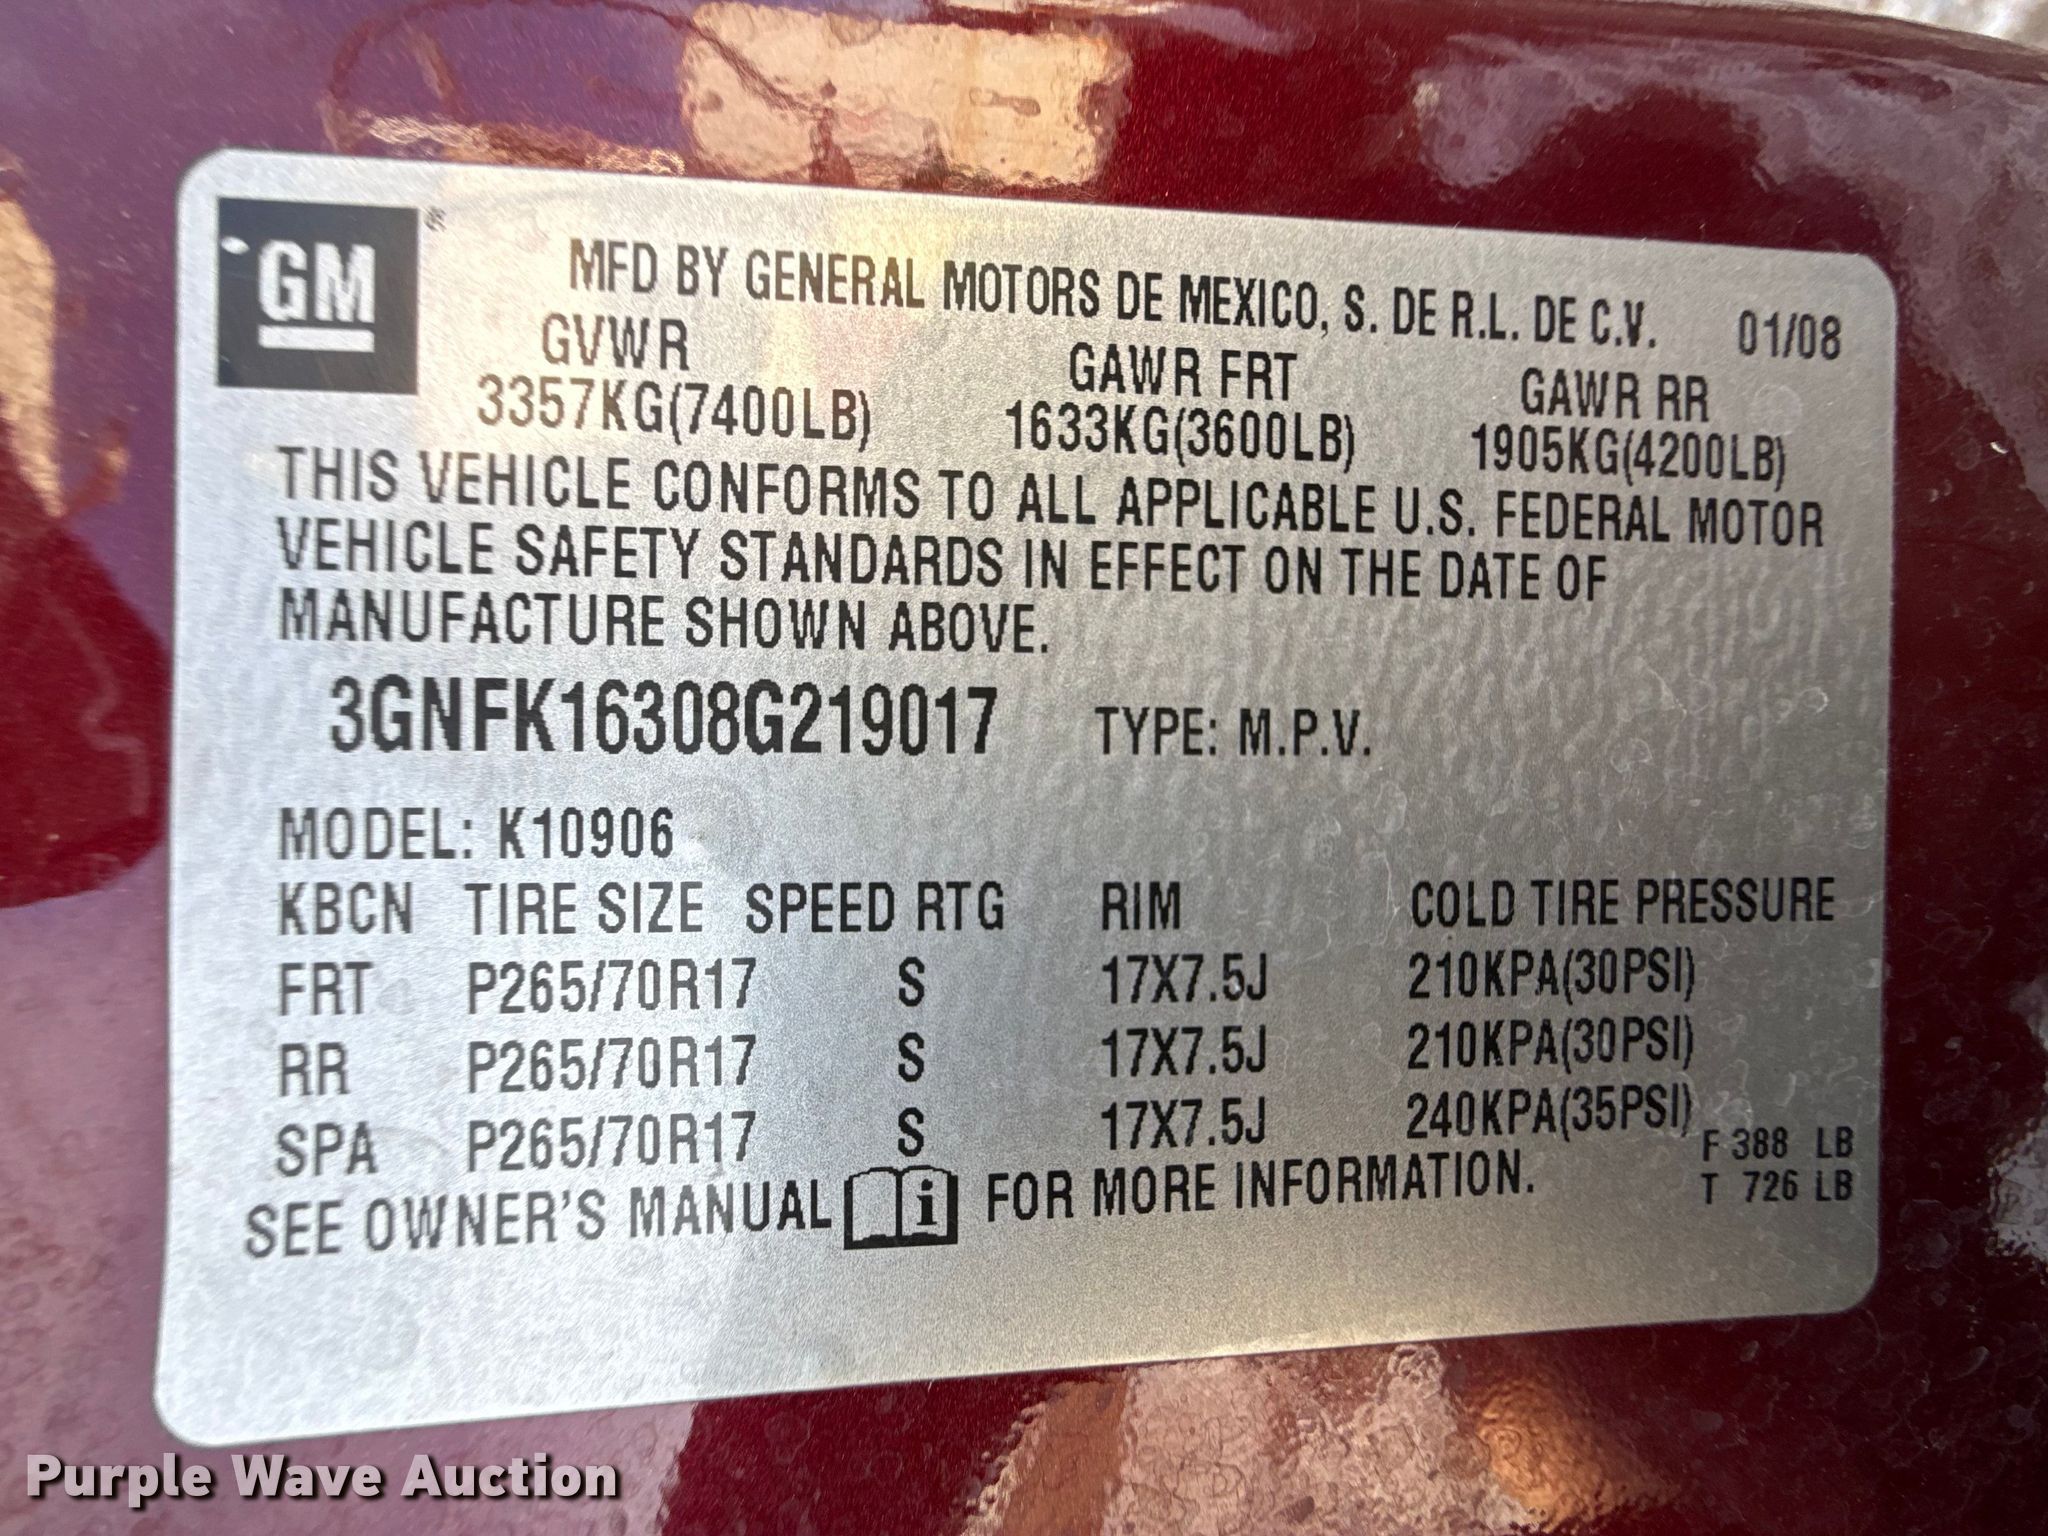 GM®
MFD BY GENERAL MOTORS DE MEXICO, S. DE R.L. DE C.V. 01/08
GVWR GAWR FRT GAWR RR
3357KG(7400LB) 1633KG(3600LB) 1905KG(4200LB)
THIS VEHICLE CONFORMS TO ALL APPLICABLE U.S. FEDERAL MOTOR
VEHICLE SAFETY STANDARDS IN EFFECT ON THE DATE OF
MANUFACTURE SHOWN ABOVE.
3GNFK16308G219017 TYPE: M.P.V.
MODEL: K10906
KBCN TIRE SIZE SPEED RTG RIM COLD TIRE PRESSURE
FRT P265/70R17 S 17X7.5J 210KPA(30PSI)
RR P265/70R17 S 17X7.5J 210KPA(30PSI)
SPA P265/70R17 S 17X7.5J 240KPA(35PSI)
F 388 LB
SEE OWNER'S MANUAL i FOR MORE INFORMATION.
T 726 LB
Purple Wave Auction